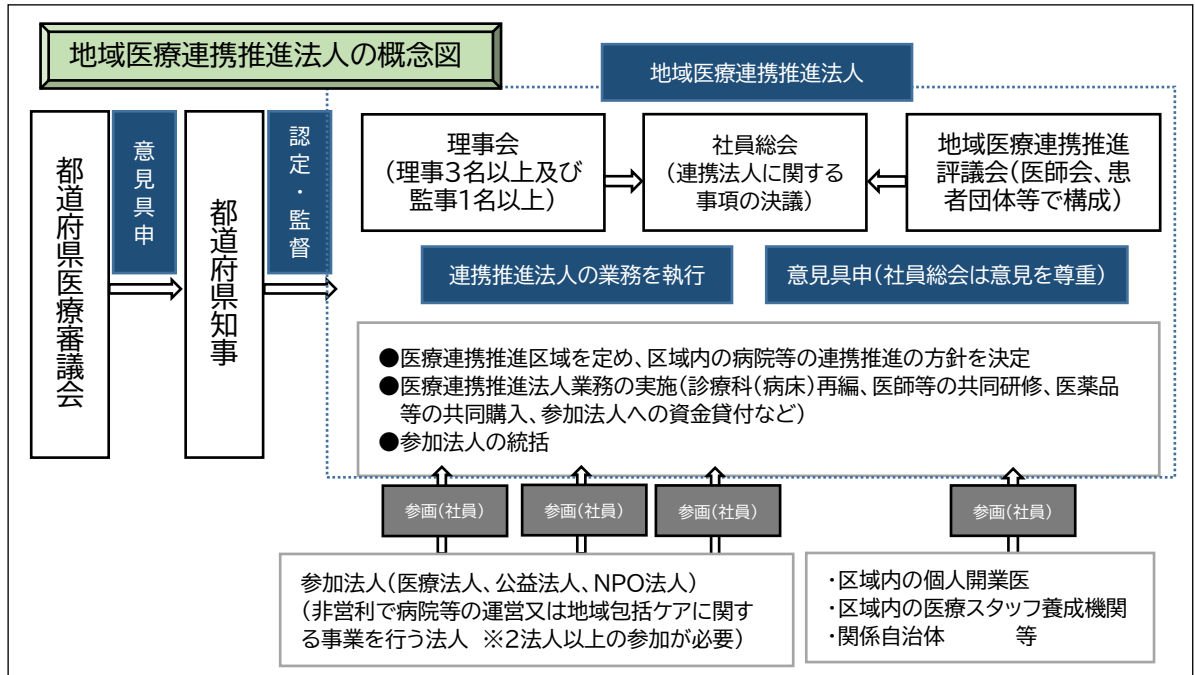 地域医療連携推進法人の概念図
地域医療連携推進法人
都道府県医療審議会
意見具申
都道府県知事
認定・監督
理事会
(理事3名以上及び
監事1名以上)
社員総会
(連携法人に関する
事項の決議)
地域医療連携推進
評議会(医師会、患
者団体等で構成)
連携推進法人の業務を執行
意見具申(社員総会は意見を尊重)
●医療連携推進区域を定め、区域内の病院等の連携推進の方針を決定
●医療連携推進法人業務の実施(診療科(病床)再編、医師等の共同研修、医薬品
等の共同購入、参加法人への資金貸付など)
●参加法人の統括
参画(社員)
参画(社員)
参画(社員)
参画(社員)
参加法人(医療法人、公益法人、NPO法人)
(非営利で病院等の運営又は地域包括ケアに関す
る事業を行う法人 ※2法人以上の参加が必要)
・区域内の個人開業医
・区域内の医療スタッフ養成機関
・関係自治体 等